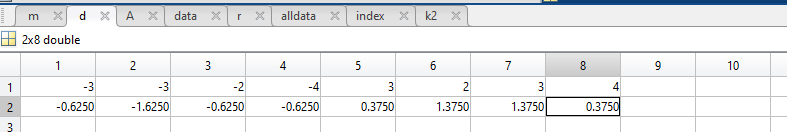 m d A data r alldata index k2
2x8 double
1 2 3 4 5 6 7 8 9 10
1 -3 -3 -2 -4 3 2 3 4
2 -0.6250 -1.6250 -0.6250 -0.6250 0.3750 1.3750 1.3750 0.3750
3